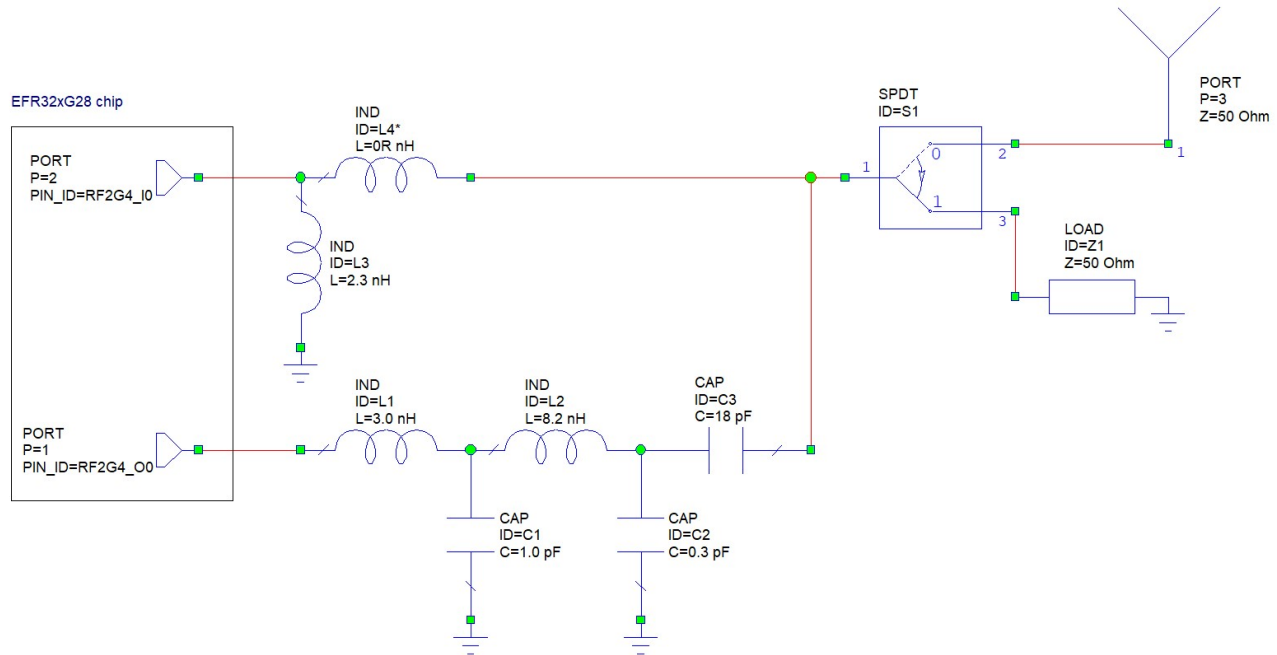 EFR32xG28 chip
PORT
P=2
PIN_ID=RF2G4_I0
IND
ID=L4*
L=0R nH
IND
ID=L3
L=2.3 nH
SPDT
ID=S1
1
0
2
1
3
PORT
P=3
Z=50 Ohm
1
LOAD
ID=Z1
Z=50 Ohm
PORT
P=1
PIN_ID=RF2G4_O0
IND
ID=L1
L=3.0 nH
IND
ID=L2
L=8.2 nH
CAP
ID=C3
C=18 pF
CAP
ID=C1
C=1.0 pF
CAP
ID=C2
C=0.3 pF